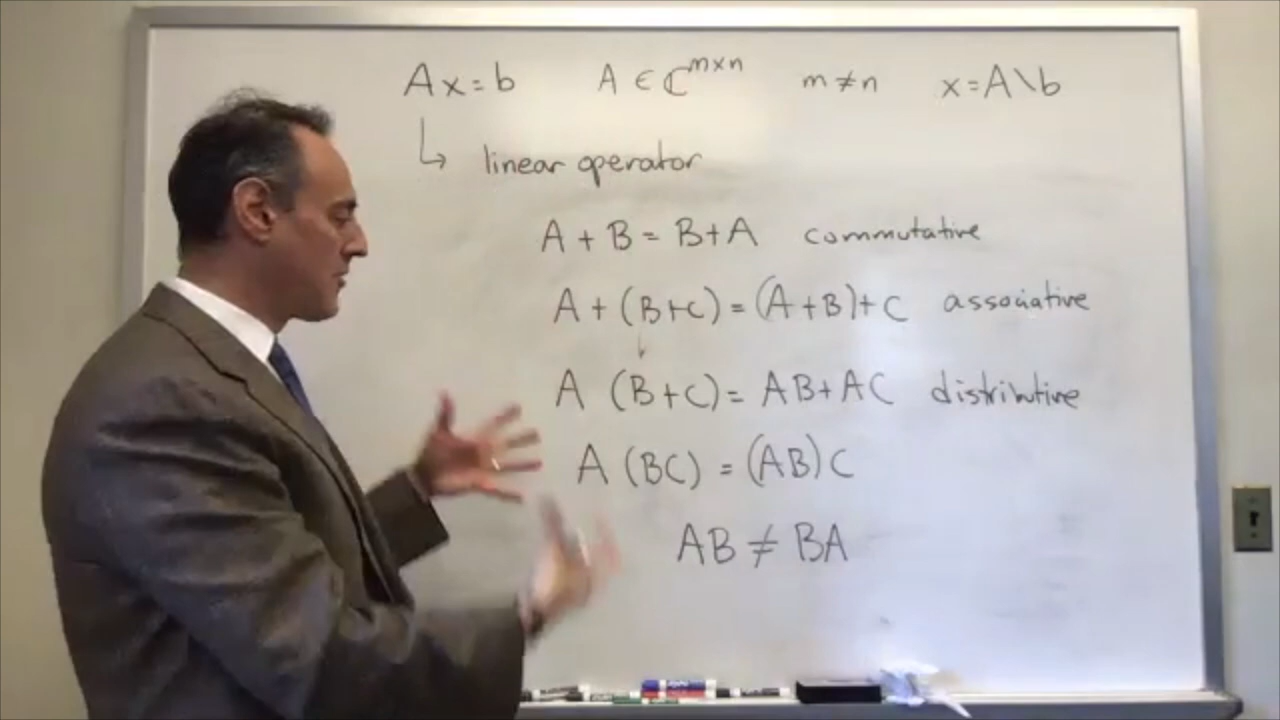 Ax=b A ∈ ℂ^{m×n} m≠n x=A\b
↳ linear operator
A+B=B+A commutative
A+(B+C)=(A+B)+C associative
A(B+C)=AB+AC distributive
A(BC)=(AB)C
AB≠BA